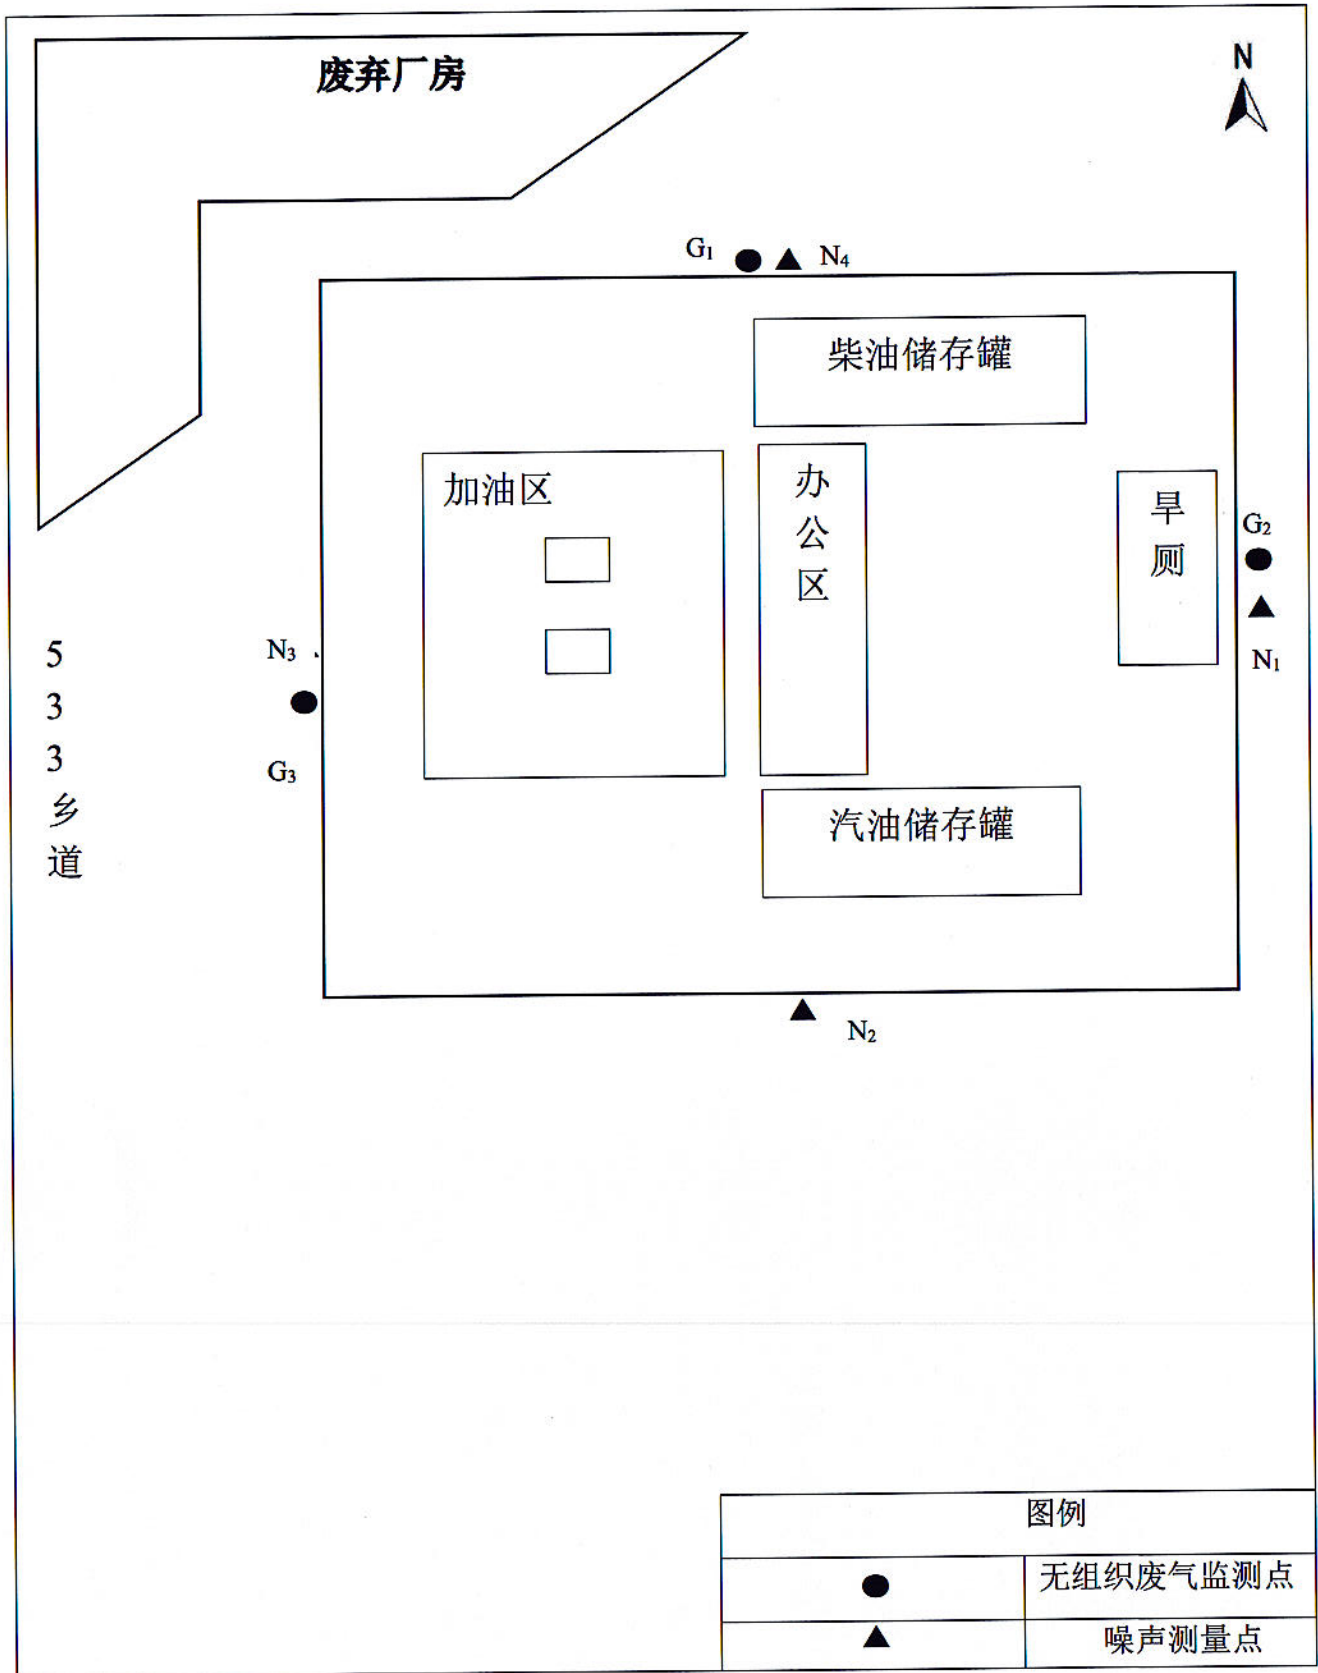 废弃厂房
N
G₁
N₄
柴油储存罐
加油区
办公区
旱厕
G₂
N₁
N₃
G₃
533乡道
汽油储存罐
N₂
图例
无组织废气监测点
噪声测量点